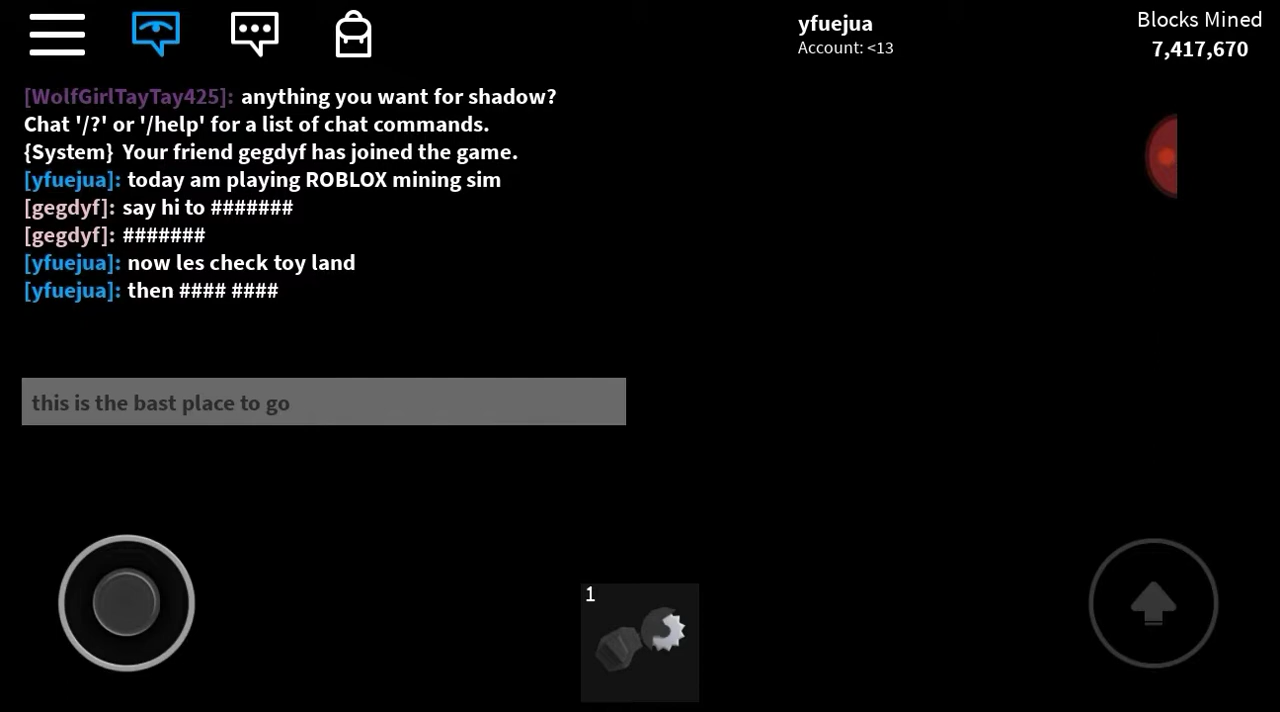 yfuejua
Account: <13
Blocks Mined
7,417,670
[WolfGirlTayTay425]: anything you want for shadow?
Chat '/?' or '/help' for a list of chat commands.
{System} Your friend gegdyf has joined the game.
[yfuejua]: today am playing ROBLOX mining sim
[gegdyf]: say hi to #######
[gegdyf]: #######
[yfuejua]: now les check toy land
[yfuejua]: then #### ####
this is the bast place to go
1